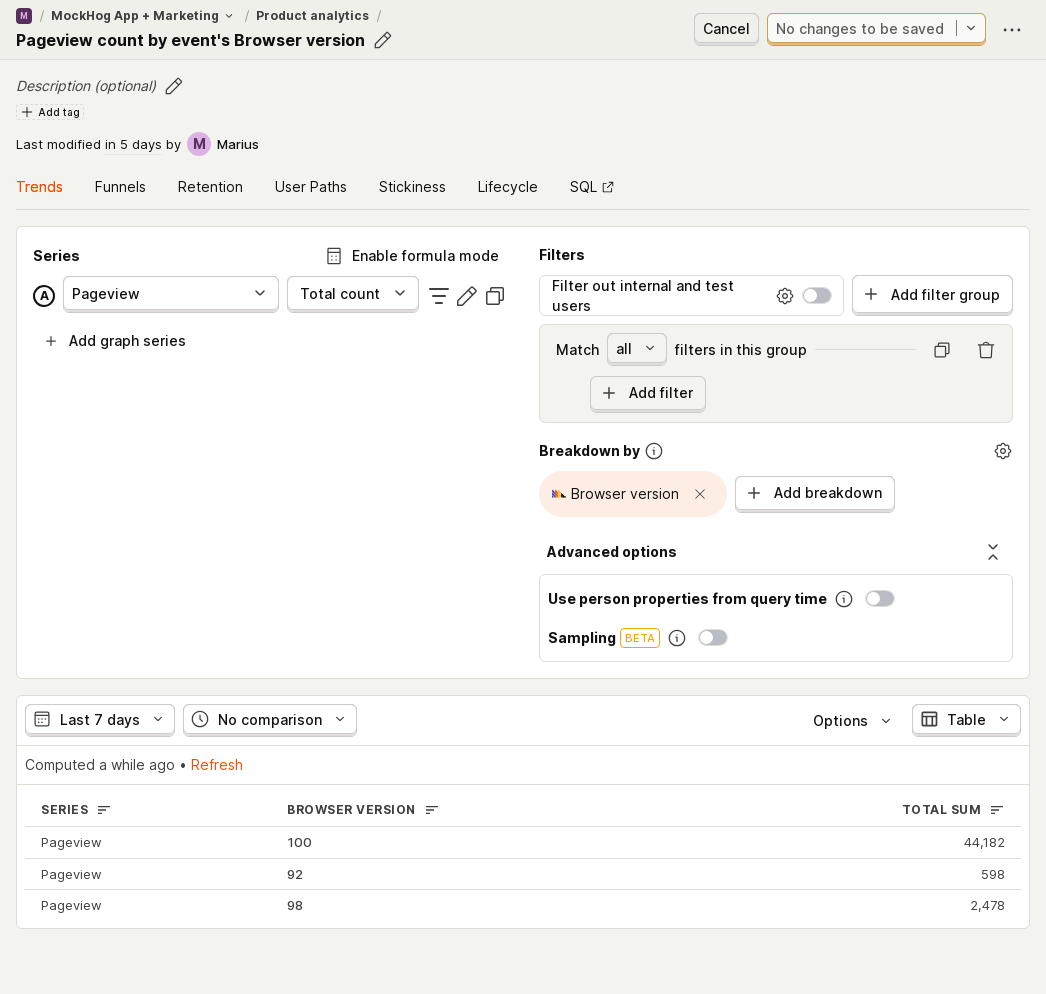 M / MockHog App + Marketing / Product analytics /
Pageview count by event's Browser version
Cancel
No changes to be saved
Description (optional)
Add tag
Last modified in 5 days by M Marius
Trends Funnels Retention User Paths Stickiness Lifecycle SQL
Series
Enable formula mode
A Pageview Total count
Add graph series
Filters
Filter out internal and test
users
Add filter group
Match all filters in this group
Add filter
Breakdown by
Browser version
Add breakdown
Advanced options
Use person properties from query time
Sampling BETA
Last 7 days No comparison Options Table
Computed a while ago • Refresh
SERIES BROWSER VERSION TOTAL SUM
Pageview 100 44,182
Pageview 92 598
Pageview 98 2,478